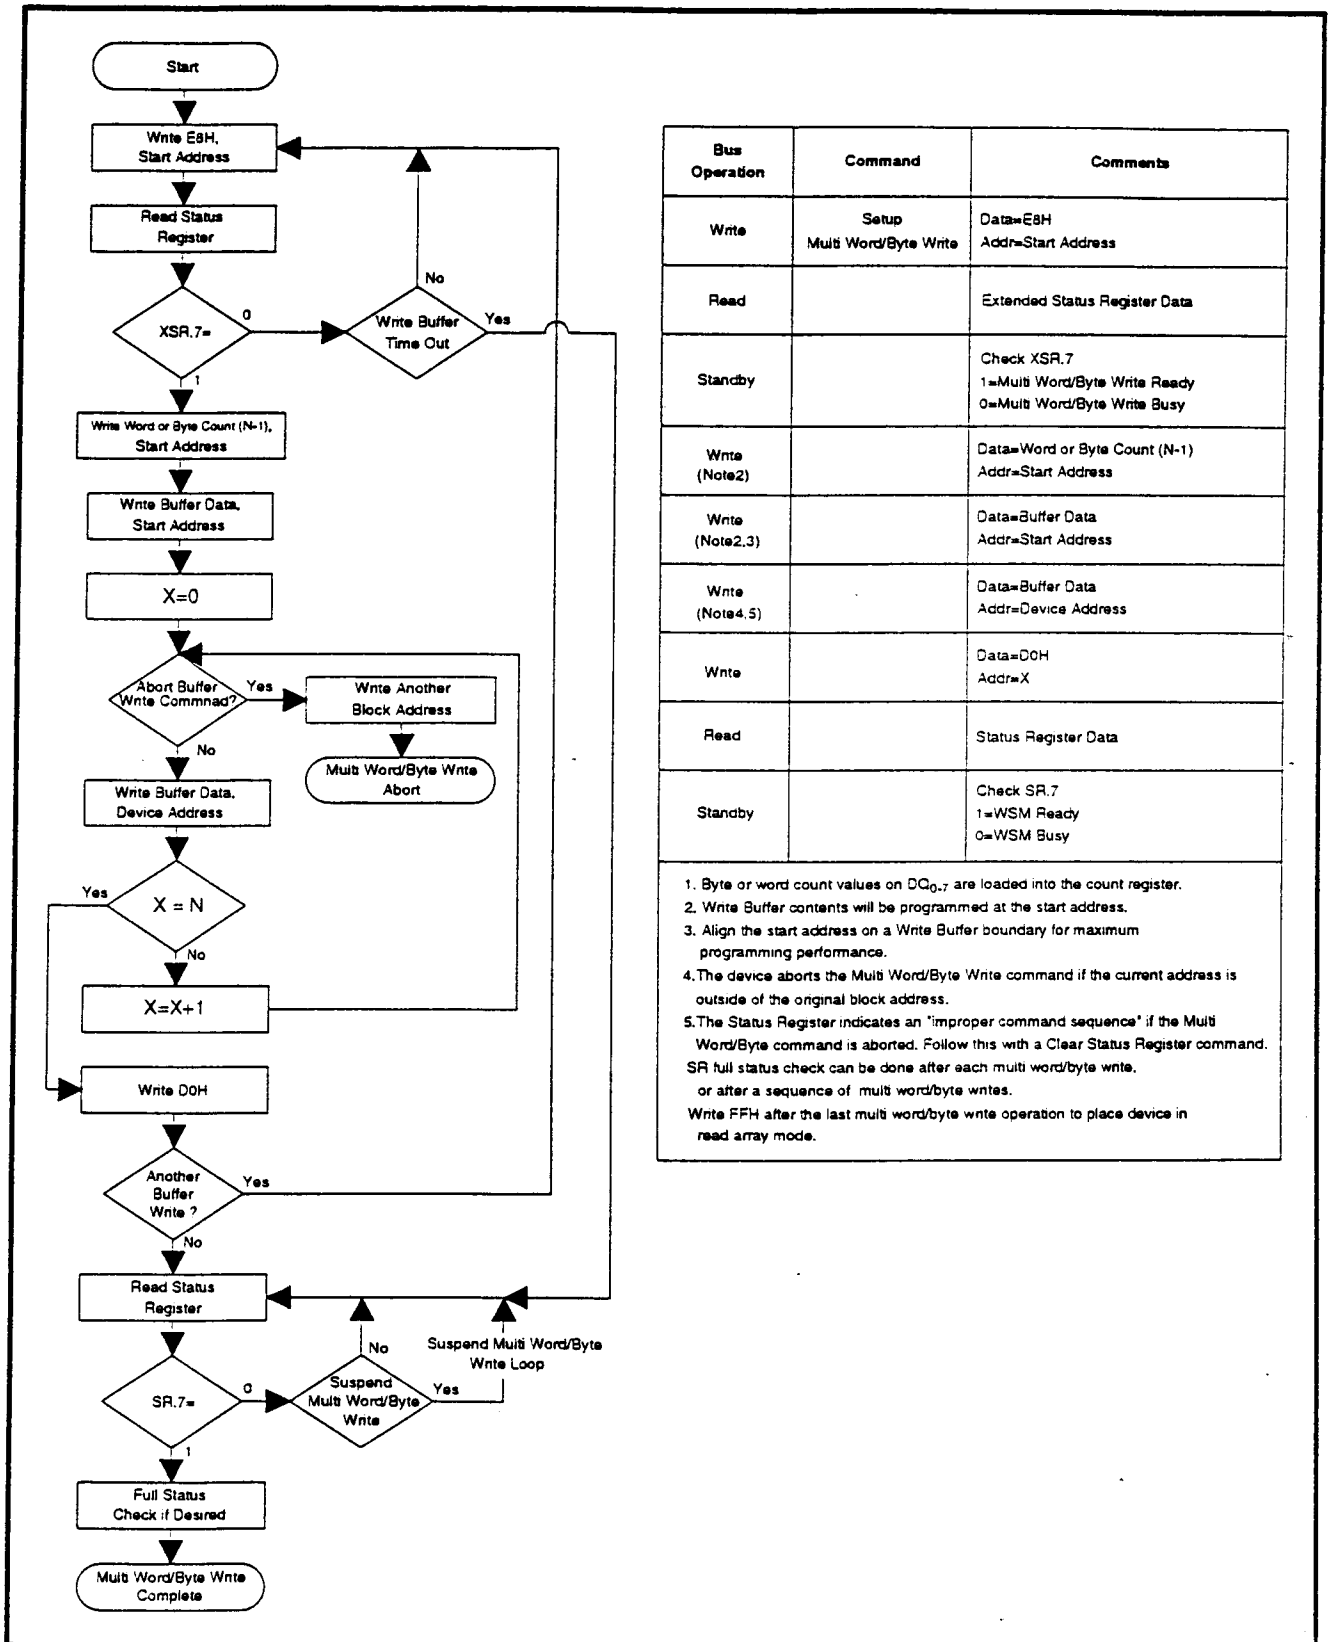 Start
Write E8H,
Start Address
Read Status
Register
No
XSR.7=
0
Write Buffer
Time Out
Yes
1
Write Word or Byte Count (N-1),
Start Address
Write Buffer Data,
Start Address
X=0
Abort Buffer
Write Commnad?
Yes
Write Another
Block Address
No
Multi Word/Byte Write
Abort
Write Buffer Data,
Device Address
Yes
X = N
No
X=X+1
Write D0H
Another
Buffer
Write ?
Yes
No
Read Status
Register
No
Suspend Multi Word/Byte
Write Loop
SR.7=
0
Suspend
Multi Word/Byte
Write
Yes
1
Full Status
Check if Desired
Multi Word/Byte Write
Complete
Bus
Operation
Command
Comments
Write
Setup
Multi Word/Byte Write
Data=E8H
Addr=Start Address
Read
Extended Status Register Data
Standby
Check XSR.7
1=Multi Word/Byte Write Ready
0=Multi Word/Byte Write Busy
Write
(Note2)
Data=Word or Byte Count (N-1)
Addr=Start Address
Write
(Note2,3)
Data=Buffer Data
Addr=Start Address
Write
(Note4,5)
Data=Buffer Data
Addr=Device Address
Write
Data=D0H
Addr=X
Read
Status Register Data
Standby
Check SR.7
1=WSM Ready
0=WSM Busy
1. Byte or word count values on DQ0-7 are loaded into the count register.
2. Write Buffer contents will be programmed at the start address.
3. Align the start address on a Write Buffer boundary for maximum
programming performance.
4.The device aborts the Multi Word/Byte Write command if the current address is
outside of the original block address.
5.The Status Register indicates an "improper command sequence" if the Multi
Word/Byte command is aborted. Follow this with a Clear Status Register command.
SR full status check can be done after each multi word/byte write,
or after a sequence of multi word/byte writes.
Write FFH after the last multi word/byte write operation to place device in
read array mode.